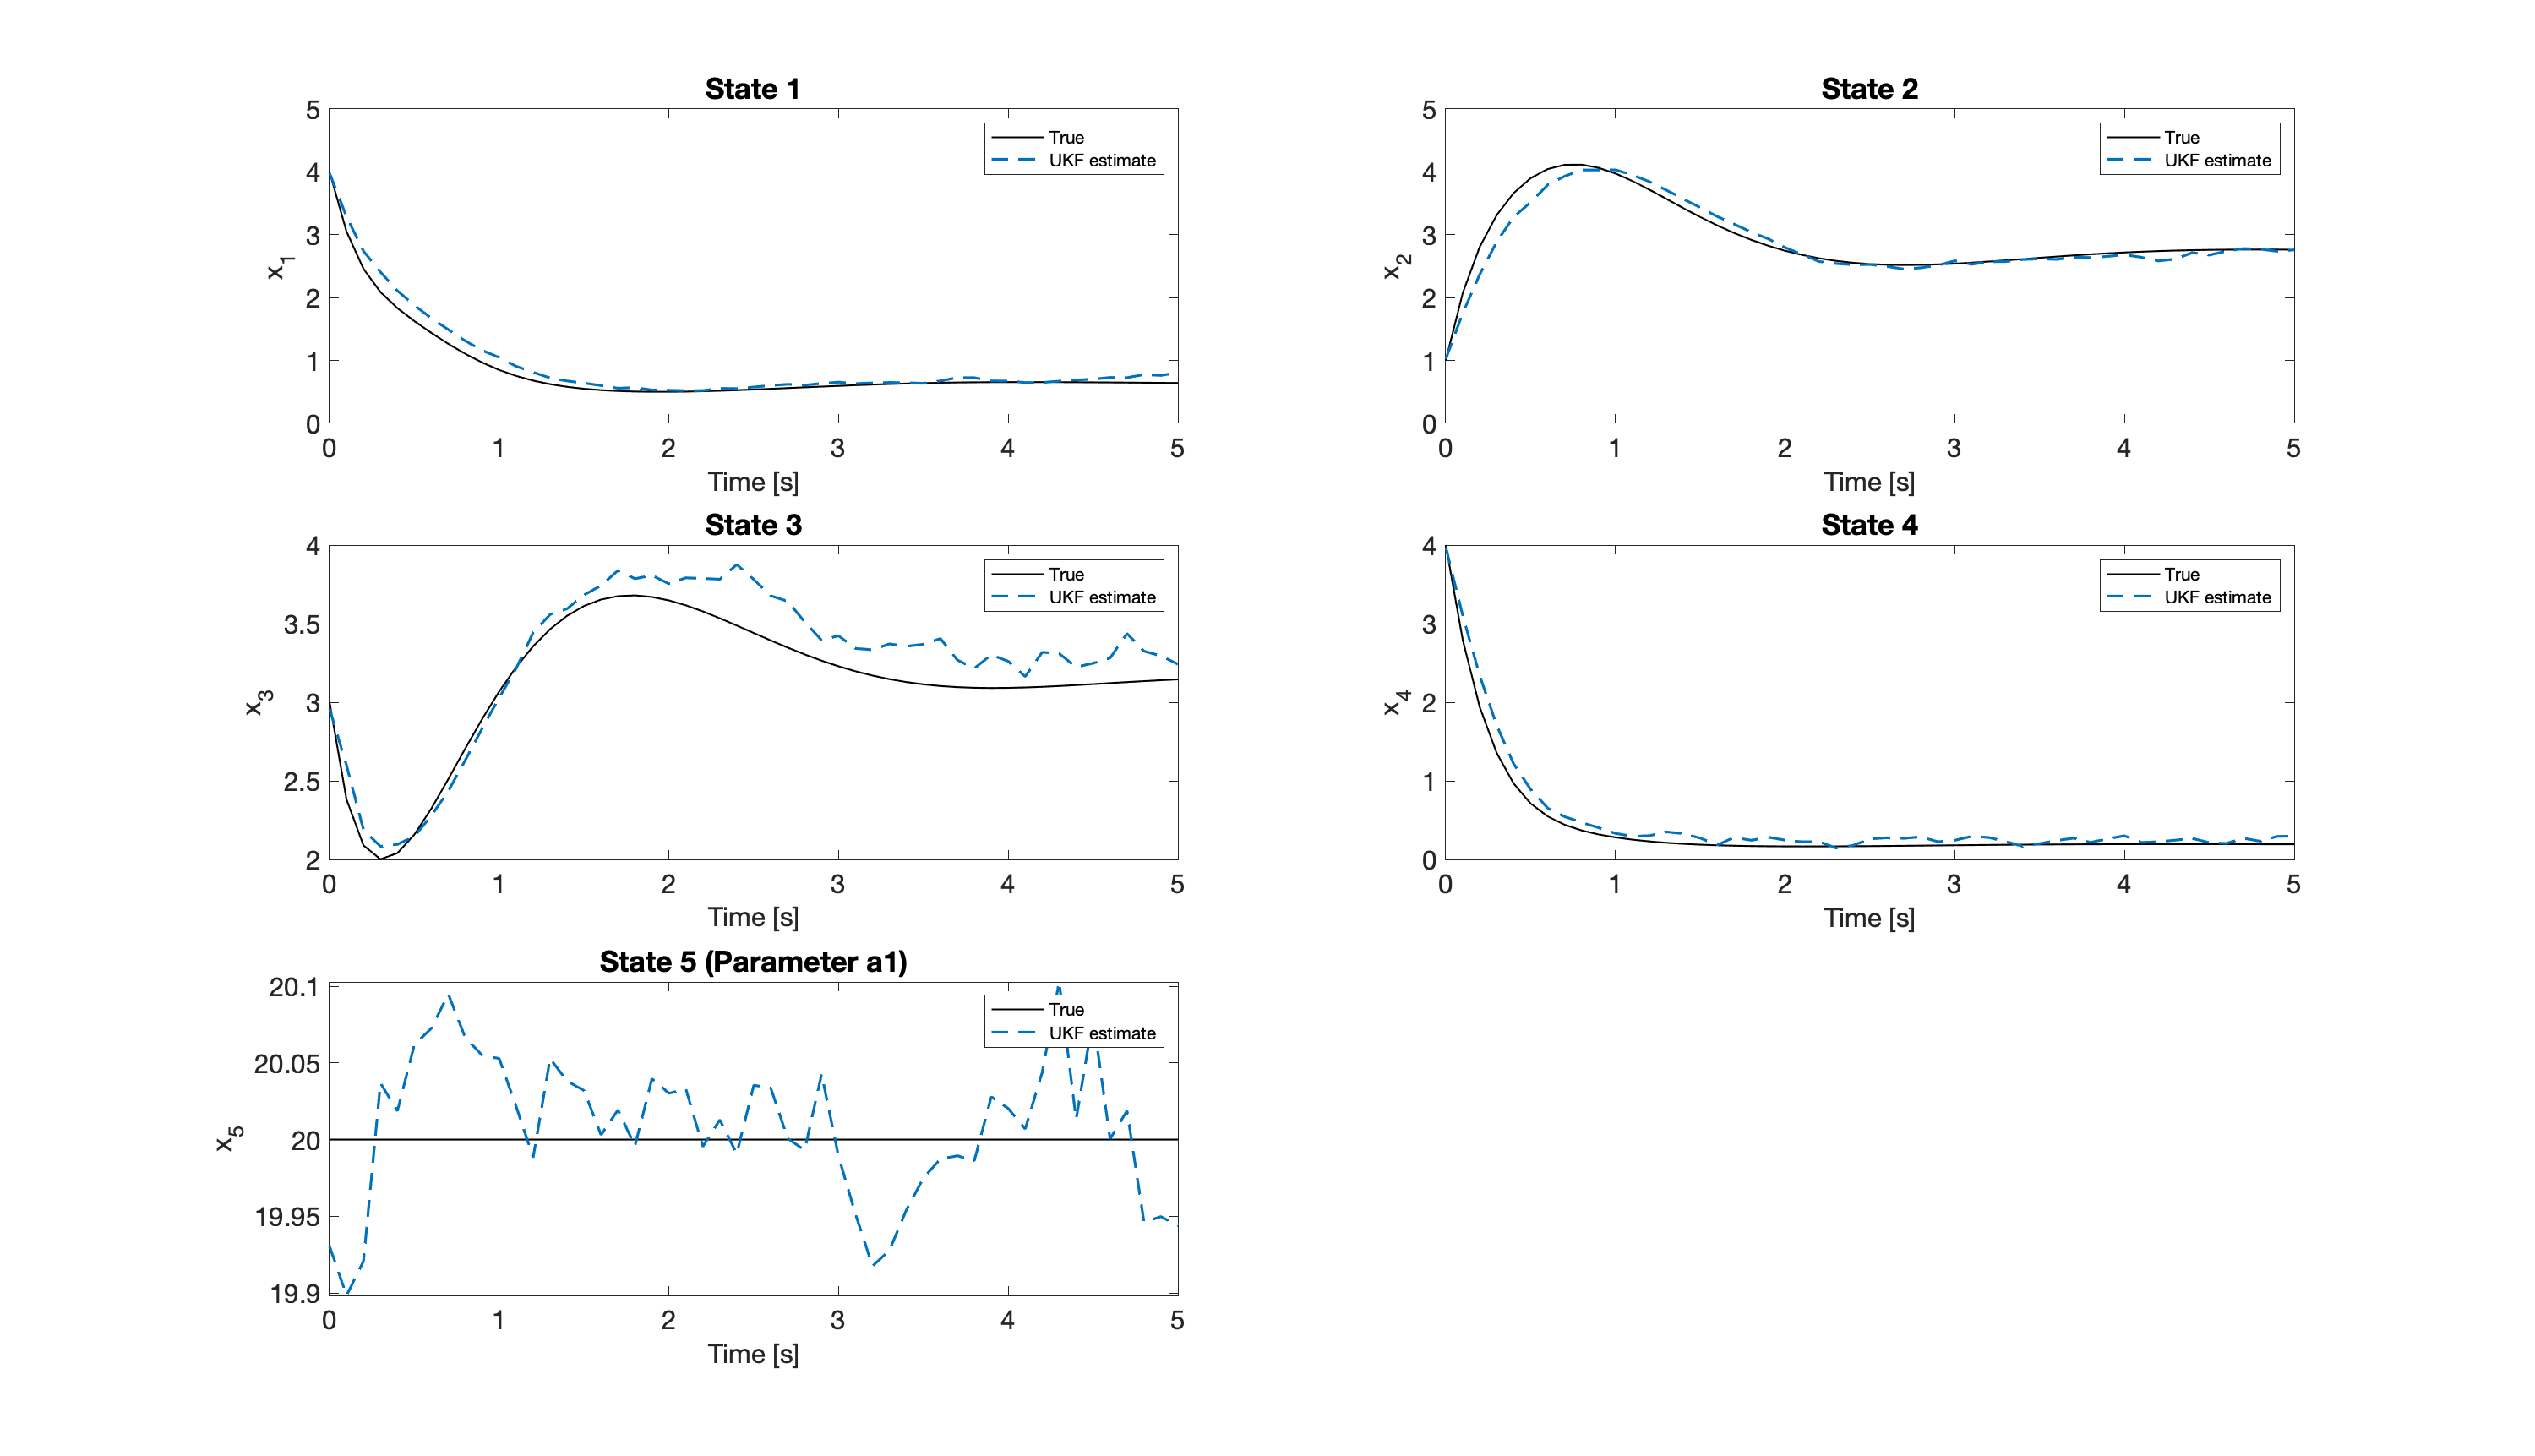 State 1
5
4
3
2
1
0
x1
0 1 2 3 4 5
Time [s]
True
UKF estimate
State 2
5
4
3
2
1
0
x2
0 1 2 3 4 5
Time [s]
True
UKF estimate
State 3
4
3.5
3
2.5
2
x3
0 1 2 3 4 5
Time [s]
True
UKF estimate
State 4
4
3
2
1
0
x4
0 1 2 3 4 5
Time [s]
True
UKF estimate
State 5 (Parameter a1)
20.1
20.05
20
19.95
19.9
x5
0 1 2 3 4 5
Time [s]
True
UKF estimate